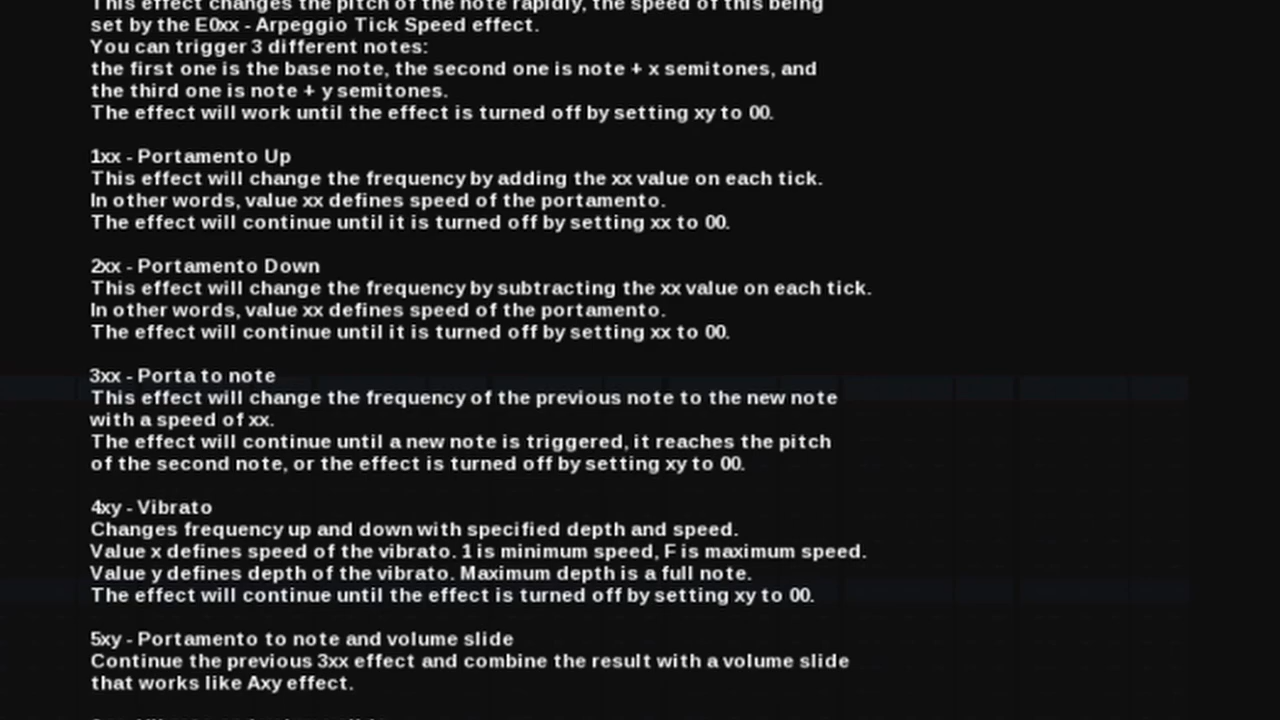 This effect changes the pitch of the note rapidly, the speed of this being
set by the E0xx - Arpeggio Tick Speed effect.
You can trigger 3 different notes:
the first one is the base note, the second one is note + x semitones, and
the third one is note + y semitones.
The effect will work until the effect is turned off by setting xy to 00.
1xx - Portamento Up
This effect will change the frequency by adding the xx value on each tick.
In other words, value xx defines speed of the portamento.
The effect will continue until it is turned off by setting xx to 00.
2xx - Portamento Down
This effect will change the frequency by subtracting the xx value on each tick.
In other words, value xx defines speed of the portamento.
The effect will continue until it is turned off by setting xx to 00.
3xx - Porta to note
This effect will change the frequency of the previous note to the new note
with a speed of xx.
The effect will continue until a new note is triggered, it reaches the pitch
of the second note, or the effect is turned off by setting xy to 00.
4xy - Vibrato
Changes frequency up and down with specified depth and speed.
Value x defines speed of the vibrato. 1 is minimum speed, F is maximum speed.
Value y defines depth of the vibrato. Maximum depth is a full note.
The effect will continue until the effect is turned off by setting xy to 00.
5xy - Portamento to note and volume slide
Continue the previous 3xx effect and combine the result with a volume slide
that works like Axy effect.